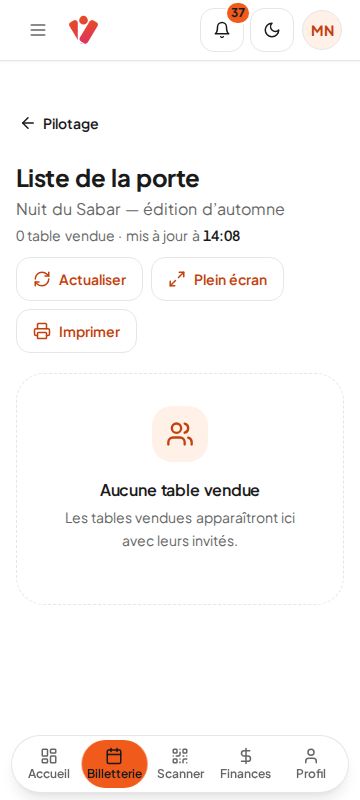 37
MN
Pilotage
Liste de la porte
Nuit du Sabar — édition d’automne
0 table vendue · mis à jour à 14:08
Actualiser
Plein écran
Imprimer
Aucune table vendue
Les tables vendues apparaîtront ici
avec leurs invités.
Accueil
Billetterie
Scanner
Finances
Profil